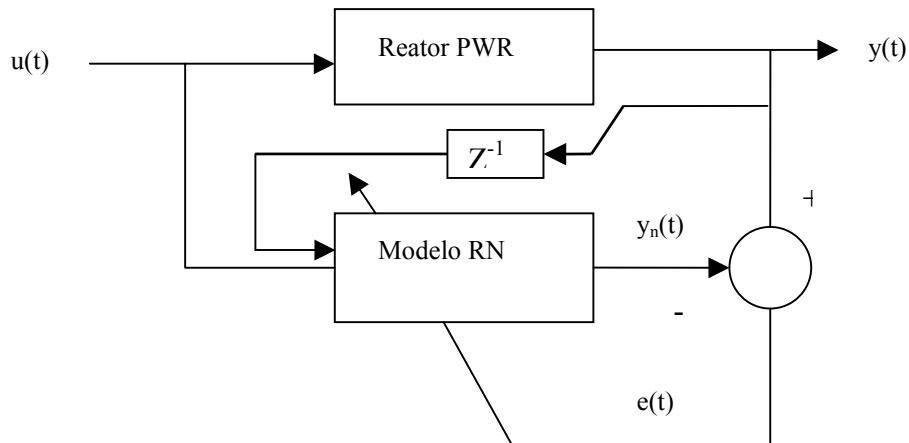 Reator PWR
u(t)
y(t)
Z-1
+
yn(t)
Modelo RN
-
e(t)